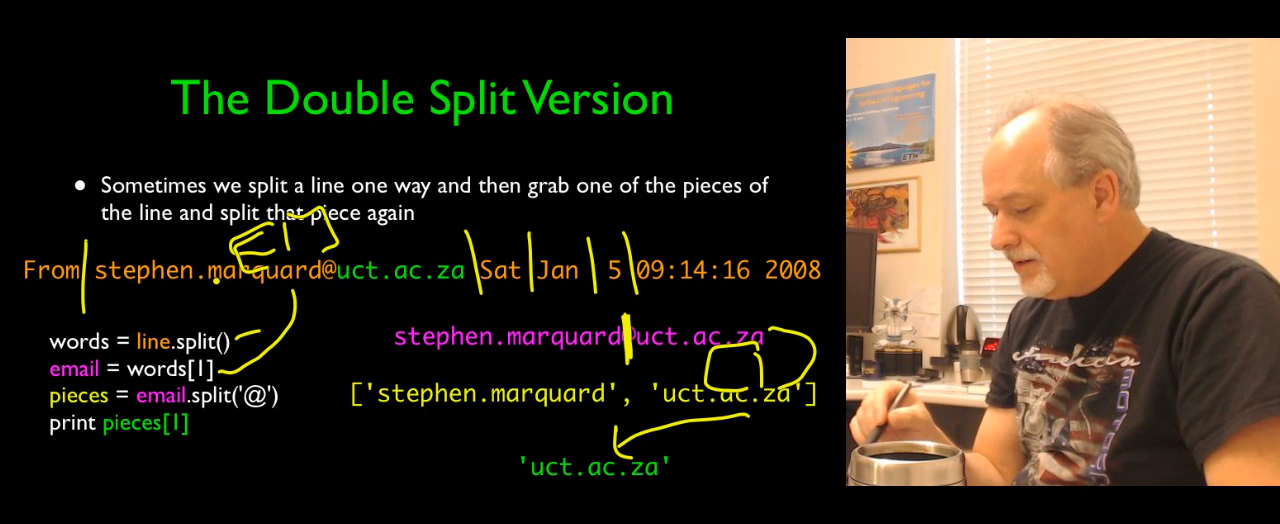 The Double Split Version
• Sometimes we split a line one way and then grab one of the pieces of
the line and split that piece again
[1]
From stephen.marquard@uct.ac.za Sat Jan 5 09:14:16 2008
words = line.split()
email = words[1]
pieces = email.split('@')
print pieces[1]
stephen.marquard@uct.ac.za
['stephen.marquard', 'uct.ac.za']
'uct.ac.za'
ETH